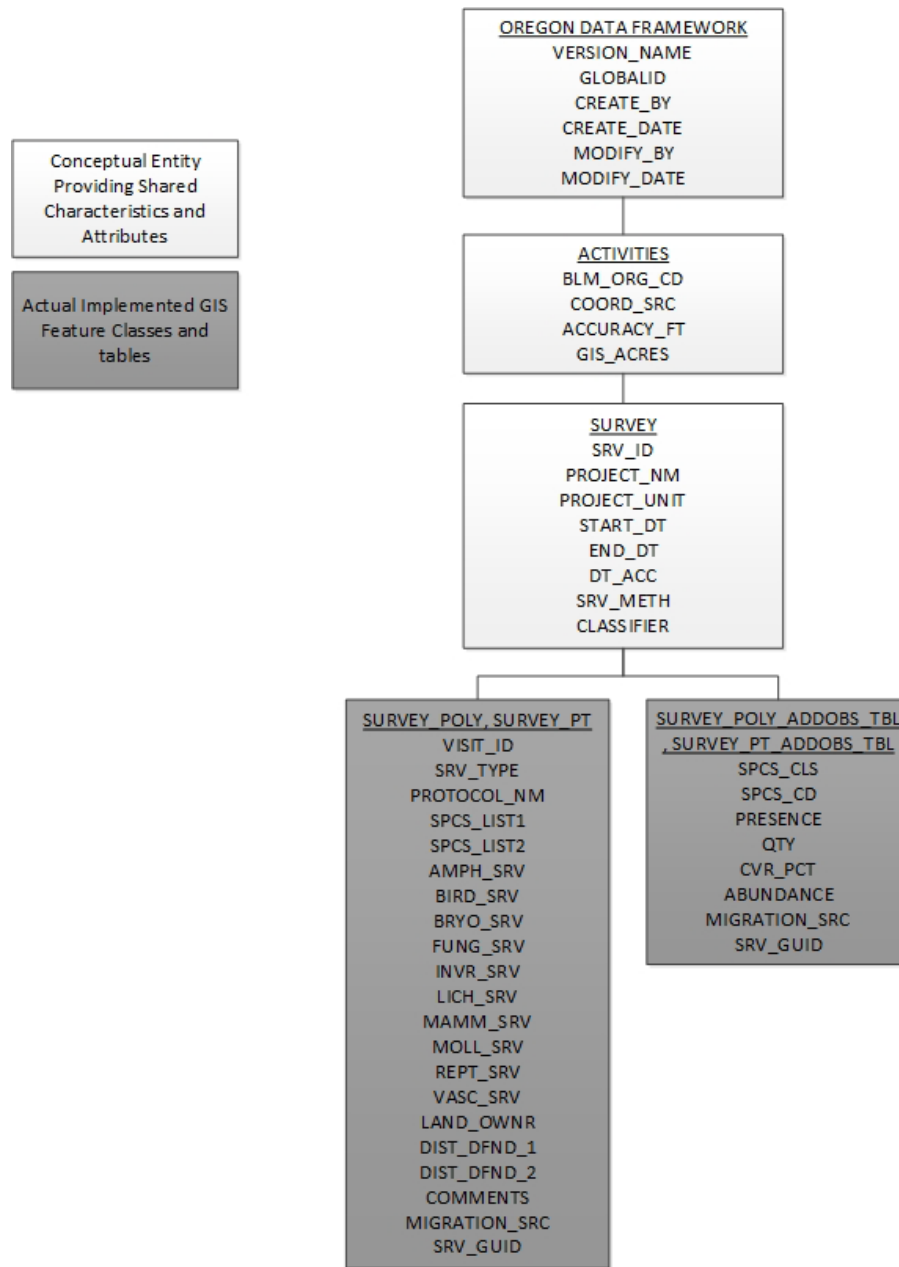 OREGON DATA FRAMEWORK
VERSION_NAME
GLOBALID
CREATE_BY
CREATE_DATE
MODIFY_BY
MODIFY_DATE
Conceptual Entity
Providing Shared
Characteristics and
Attributes
Actual Implemented GIS
Feature Classes and
tables
ACTIVITIES
BLM_ORG_CD
COORD_SRC
ACCURACY_FT
GIS_ACRES
SURVEY
SRV_ID
PROJECT_NM
PROJECT_UNIT
START_DT
END_DT
DT_ACC
SRV_METH
CLASSIFIER
SURVEY_POLY, SURVEY_PT
VISIT_ID
SRV_TYPE
PROTOCOL_NM
SPCS_LIST1
SPCS_LIST2
AMPH_SRV
BIRD_SRV
BRYO_SRV
FUNG_SRV
INVR_SRV
LICH_SRV
MAMM_SRV
MOLL_SRV
REPT_SRV
VASC_SRV
LAND_OWNR
DIST_DFND_1
DIST_DFND_2
COMMENTS
MIGRATION_SRC
SRV_GUID
SURVEY_POLY_ADDOBS_TBL
, SURVEY_PT_ADDOBS_TBL
SPCS_CLS
SPCS_CD
PRESENCE
QTY
CVR_PCT
ABUNDANCE
MIGRATION_SRC
SRV_GUID